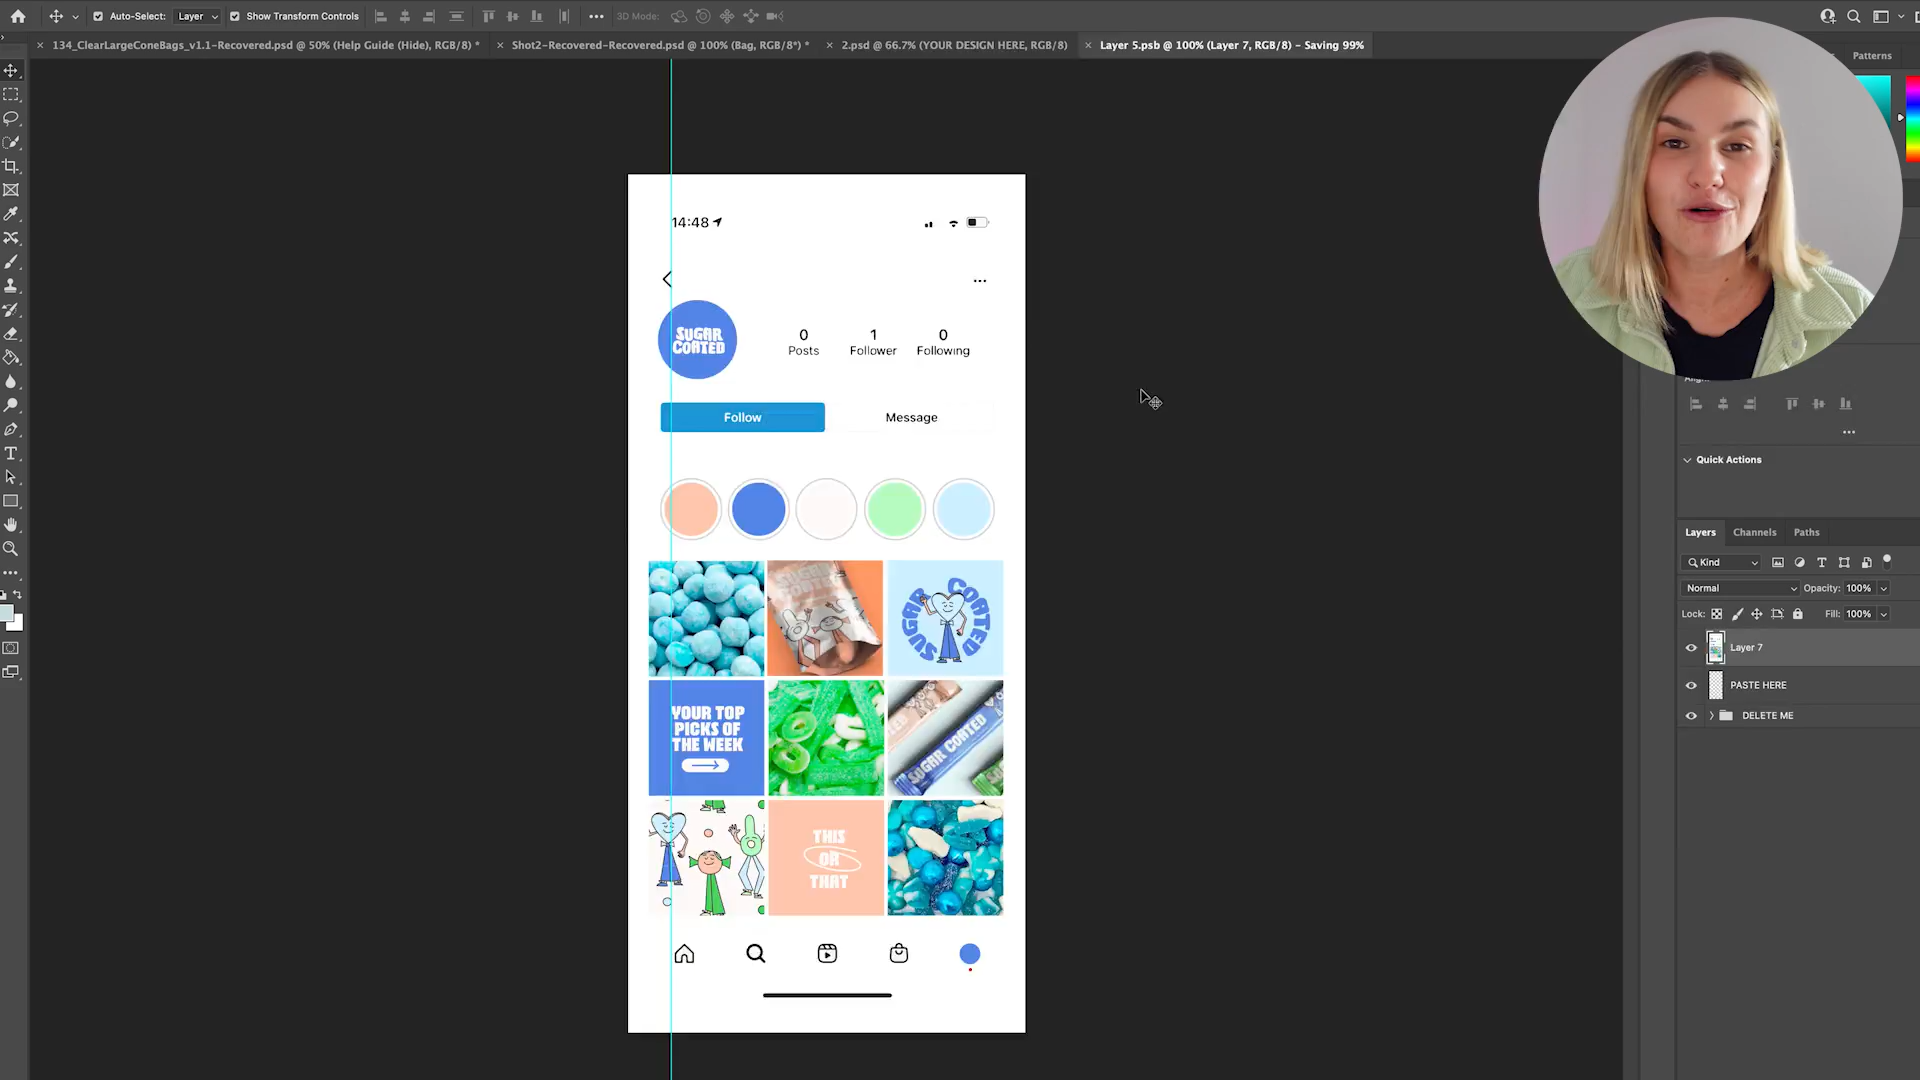 Auto-Select: Layer Show Transform Controls 3D Mode:
134_ClearLargeConeBags_v1.1-Recovered.psd @ 50% (Help Guide (Hide), RGB/8) *
Shot2-Recovered-Recovered.psd @ 100% (Bag, RGB/8*) *
2.psd @ 66.7% (YOUR DESIGN HERE, RGB/8)
Layer 5.psb @ 100% (Layer 7, RGB/8) - Saving 99%
Patterns
14:48
SUGAR
COATED
0 1 0
Posts Follower Following
Follow Message
SUGAR COATED
YOUR TOP
PICKS OF
THE WEEK
SUGAR COATED
THIS
OR
THAT
Quick Actions
Layers Channels Paths
Kind
Normal Opacity: 100%
Lock: Fill: 100%
Layer 7
PASTE HERE
DELETE ME